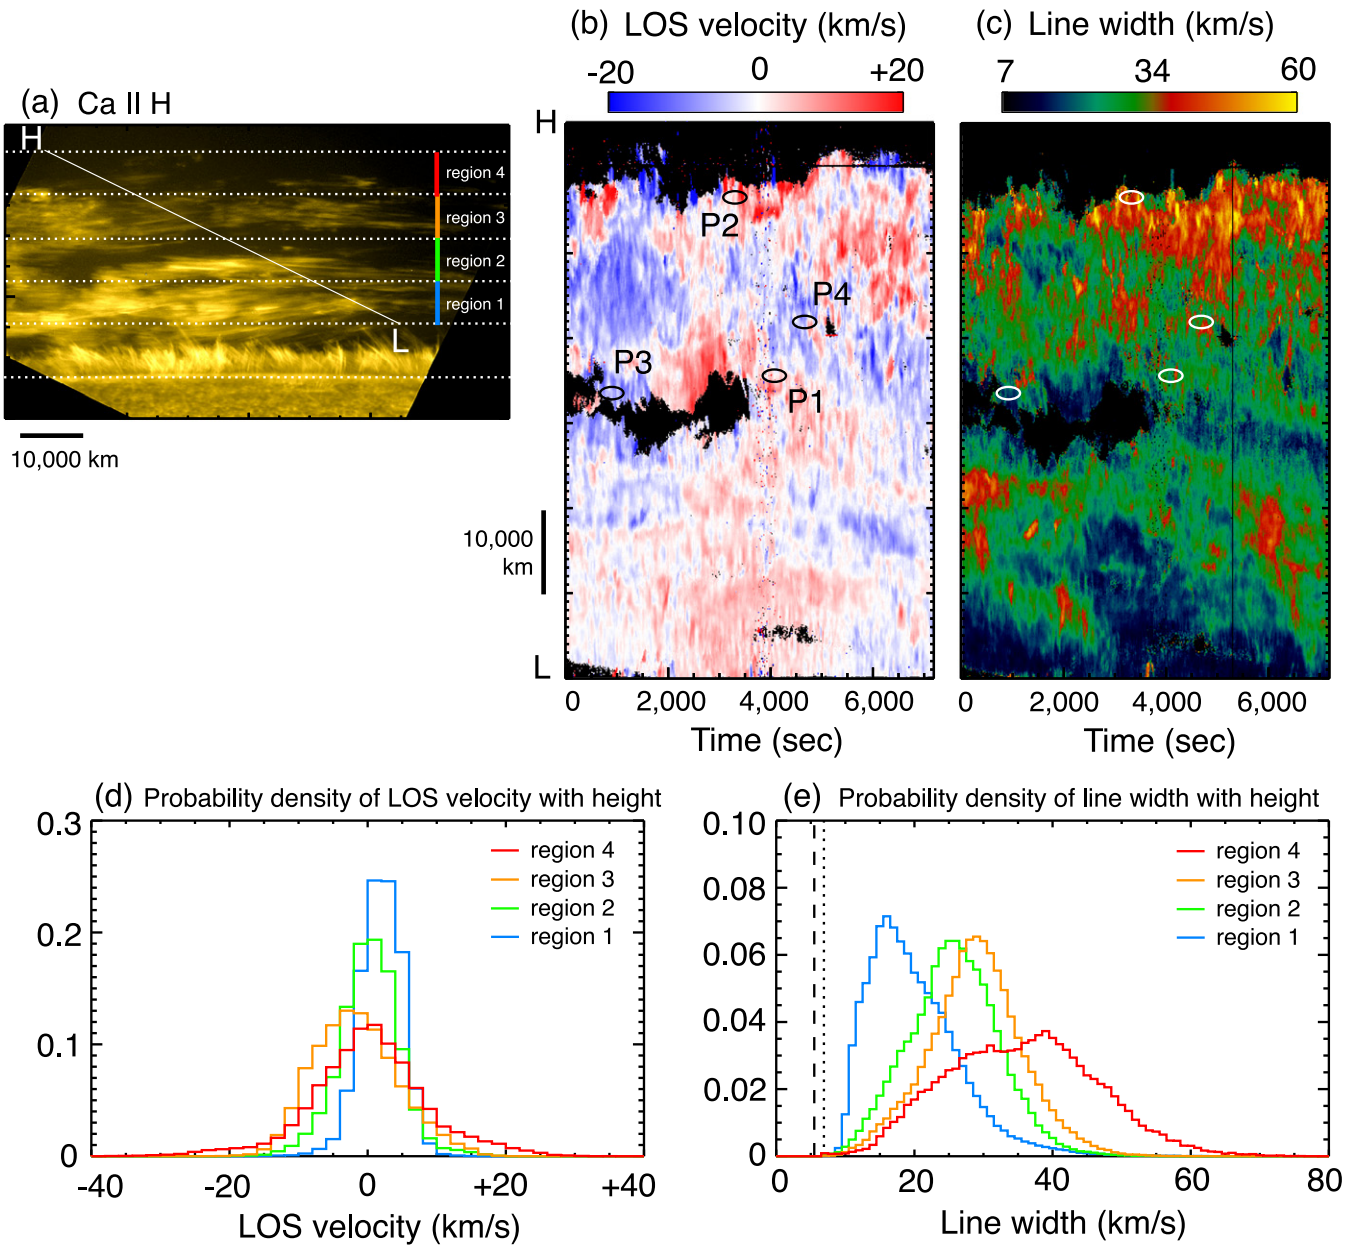 (a) Ca II H
H
region 4
region 3
region 2
region 1
L
10,000 km
(b) LOS velocity (km/s)
-20 0 +20
H
P2
P4
P3
P1
10,000
km
L
0 2,000 4,000 6,000
Time (sec)
(c) Line width (km/s)
7 34 60
0 2,000 4,000 6,000
Time (sec)
(d) Probability density of LOS velocity with height
0.3
0.2
0.1
0
region 4
region 3
region 2
region 1
-40 -20 0 +20 +40
LOS velocity (km/s)
(e) Probability density of line width with height
0.10
0.08
0.06
0.04
0.02
0
region 4
region 3
region 2
region 1
0 20 40 60 80
Line width (km/s)